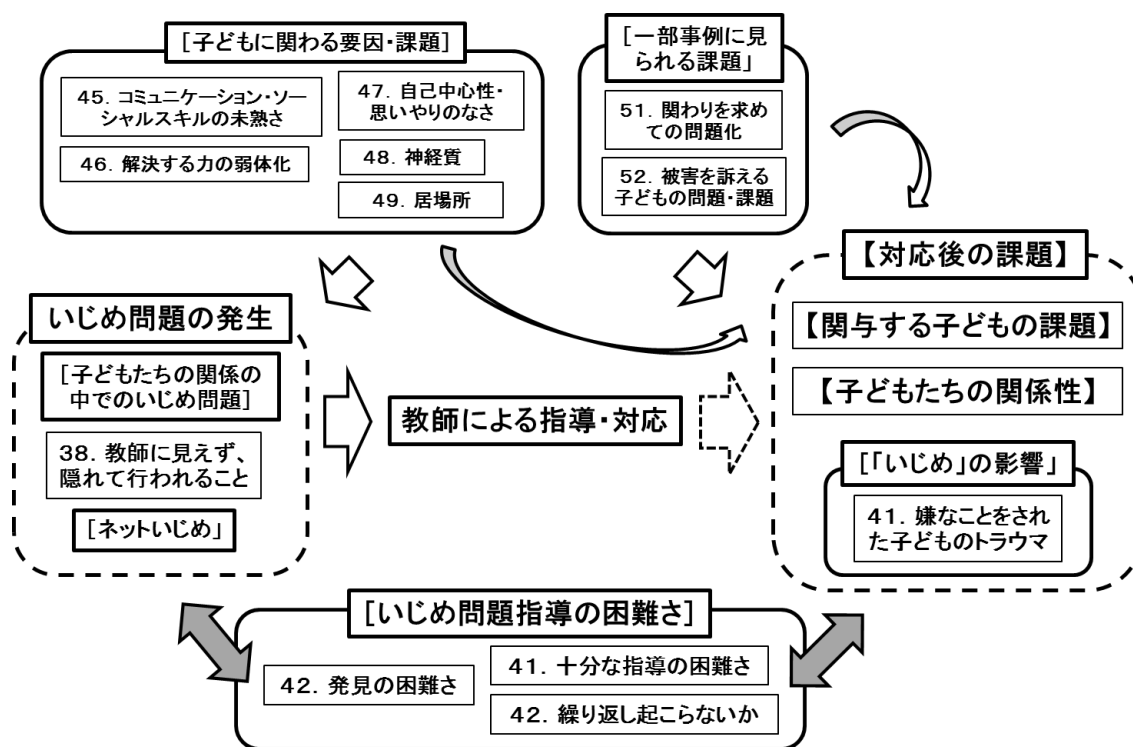 [子どもに関わる要因・課題]
45. コミュニケーション・ソー
シャルスキルの未熟さ
46. 解決する力の弱体化
47. 自己中心性・
思いやりのなさ
48. 神経質
49. 居場所
[一部事例に見
られる課題」
51. 関わりを求め
ての問題化
52. 被害を訴える
子どもの問題・課題
いじめ問題の発生
[子どもたちの関係の
中でのいじめ問題]
38. 教師に見えず、
隠れて行われること
[ネットいじめ」
教師による指導・対応
【対応後の課題】
【関与する子どもの課題】
【子どもたちの関係性】
[「いじめ」の影響」
41. 嫌なことをされ
た子どものトラウマ
[いじめ問題指導の困難さ]
42. 発見の困難さ
41. 十分な指導の困難さ
42. 繰り返し起こらないか